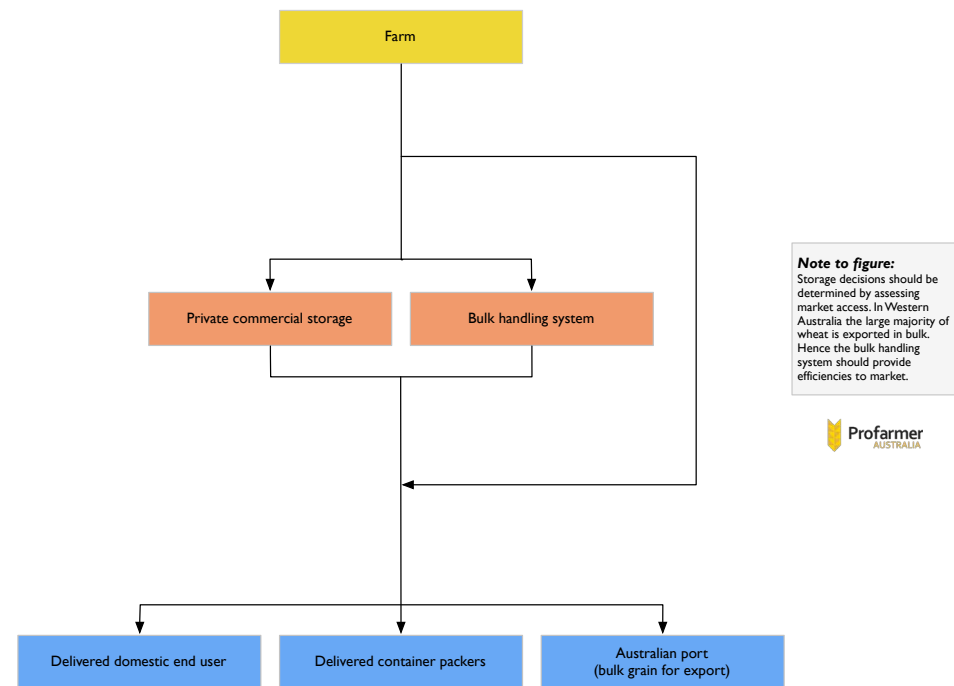 Farm
Private commercial storage
Bulk handling system
Note to figure:
Storage decisions should be
determined by assessing
market access. In Western
Australia the large majority of
wheat is exported in bulk.
Hence the bulk handling
system should provide
efficiencies to market.
Profarmer
AUSTRALIA
Delivered domestic end user
Delivered container packers
Australian port
(bulk grain for export)